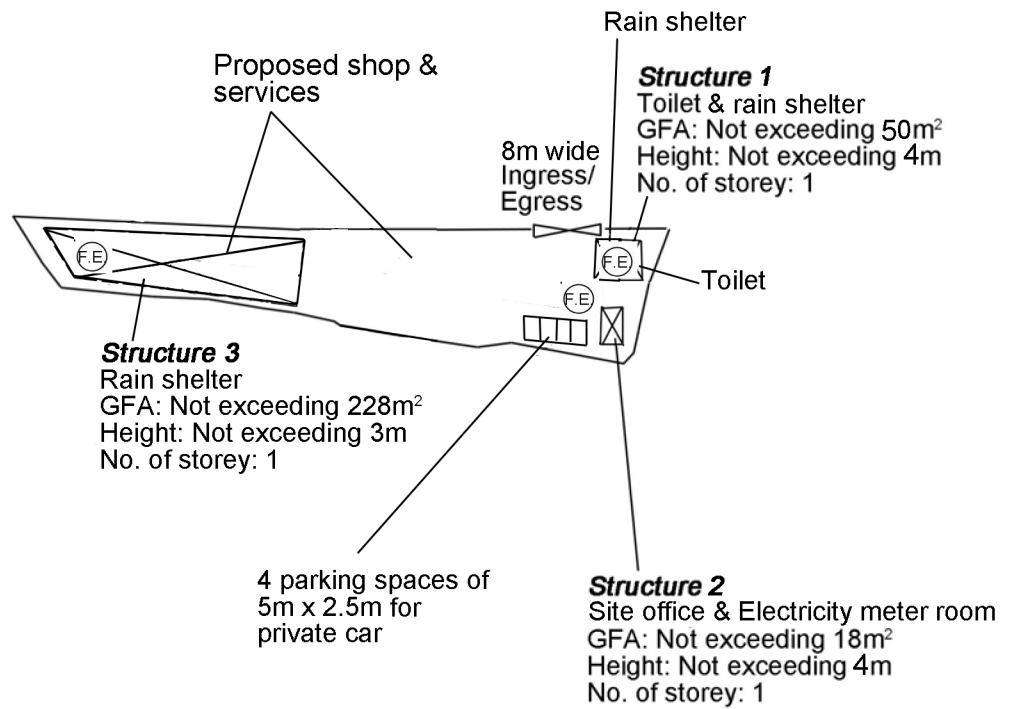 Rain shelter
Proposed shop &
services
Structure 1
Toilet & rain shelter
GFA: Not exceeding 50m²
Height: Not exceeding 4m
No. of storey: 1
8m wide
Ingress/
Egress
F.E
F.E
Toilet
F.E
Structure 3
Rain shelter
GFA: Not exceeding 228m²
Height: Not exceeding 3m
No. of storey: 1
4 parking spaces of
5m x 2.5m for
private car
Structure 2
Site office & Electricity meter room
GFA: Not exceeding 18m²
Height: Not exceeding 4m
No. of storey: 1